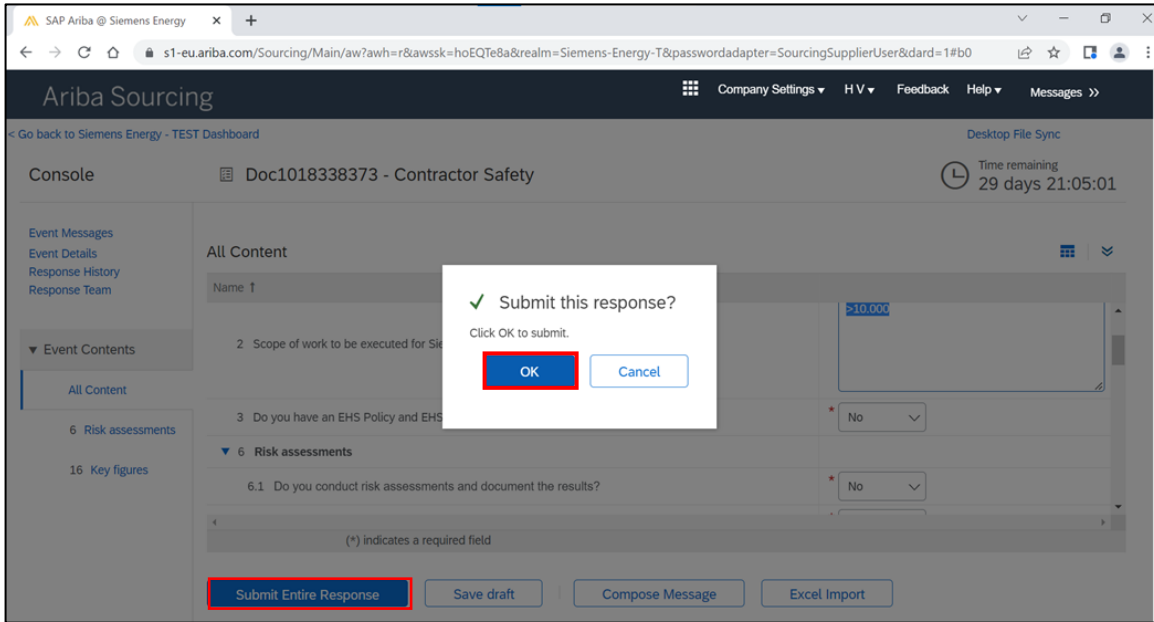 SAP Ariba @ Siemens Energy
s1-eu.ariba.com/Sourcing/Main/aw?awh=r&awssk=hoEQTe8a&realm=Siemens-Energy-T&passwordadapter=SourcingSupplierUser&dard=1#b0
Ariba Sourcing
Company Settings ▾ H V ▾ Feedback Help ▾ Messages >>
< Go back to Siemens Energy - TEST Dashboard Desktop File Sync
Console
Doc1018338373 - Contractor Safety
Time remaining
29 days 21:05:01
Event Messages
Event Details
Response History
Response Team
▼ Event Contents
All Content
6 Risk assessments
16 Key figures
All Content
Name ↑
>10.000
2 Scope of work to be executed for Sie
3 Do you have an EHS Policy and EHS
* No
▼ 6 Risk assessments
6.1 Do you conduct risk assessments and document the results?
* No
(*) indicates a required field
✓ Submit this response?
Click OK to submit.
OK Cancel
Submit Entire Response Save draft Compose Message Excel Import